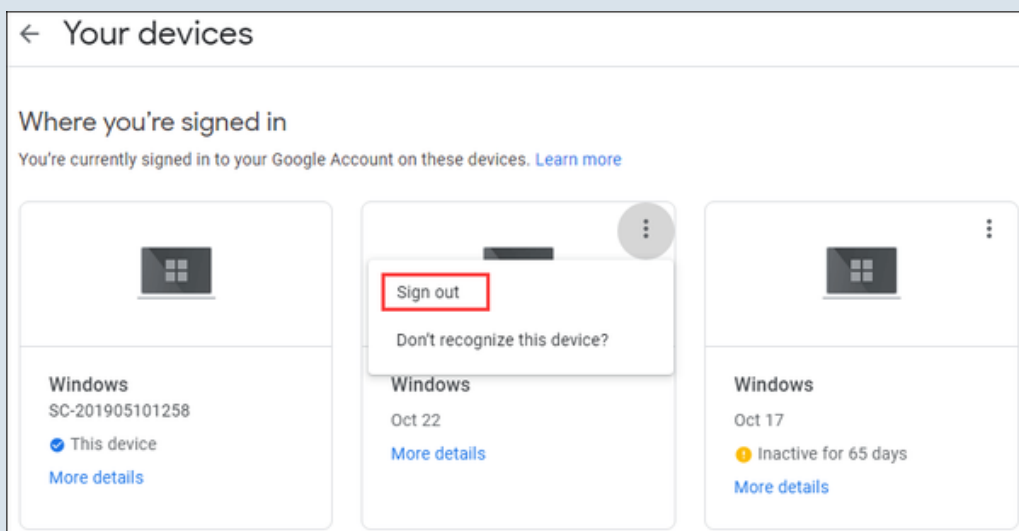 Your devices
Where you're signed in
You're currently signed in to your Google Account on these devices. Learn more
Sign out
Don't recognize this device?
Windows
SC-201905101258
This device
More details
Windows
Oct 22
More details
Windows
Oct 17
Inactive for 65 days
More details